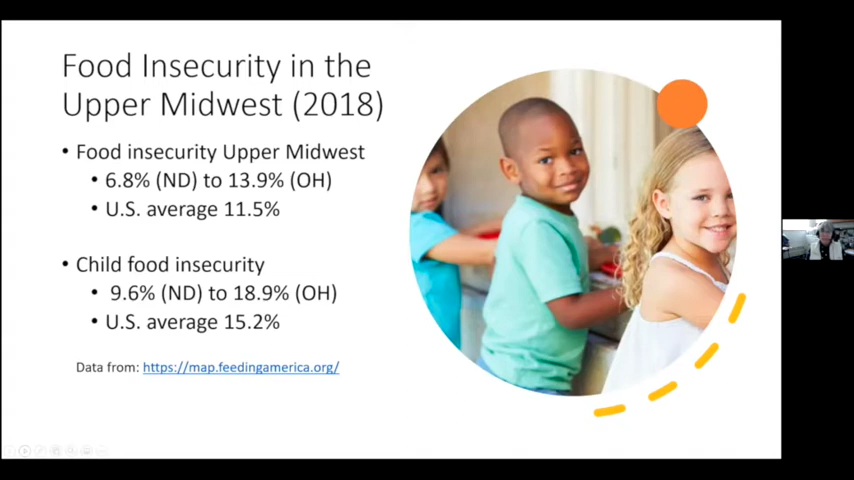 Food Insecurity in the
Upper Midwest (2018)
• Food insecurity Upper Midwest
• 6.8% (ND) to 13.9% (OH)
• U.S. average 11.5%
• Child food insecurity
• 9.6% (ND) to 18.9% (OH)
• U.S. average 15.2%
Data from: https://map.feedingamerica.org/